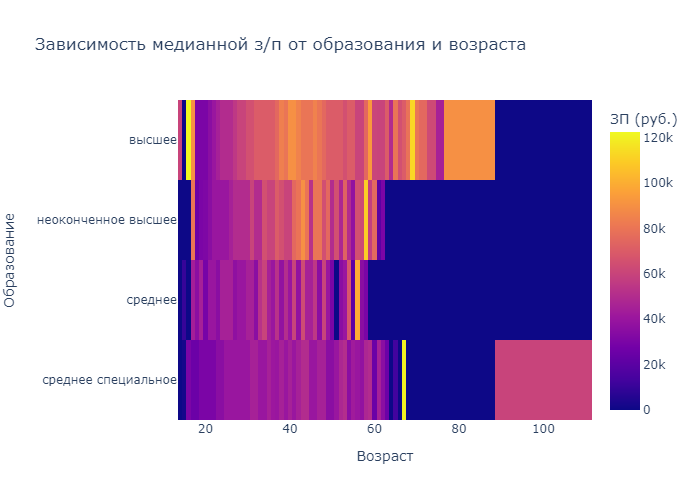 Зависимость медианной з/п от образования и возраста
ЗП (руб.)
120k
100k
80k
60k
40k
20k
0
Образование
высшее
неоконченное высшее
среднее
среднее специальное
20 40 60 80 100
Возраст